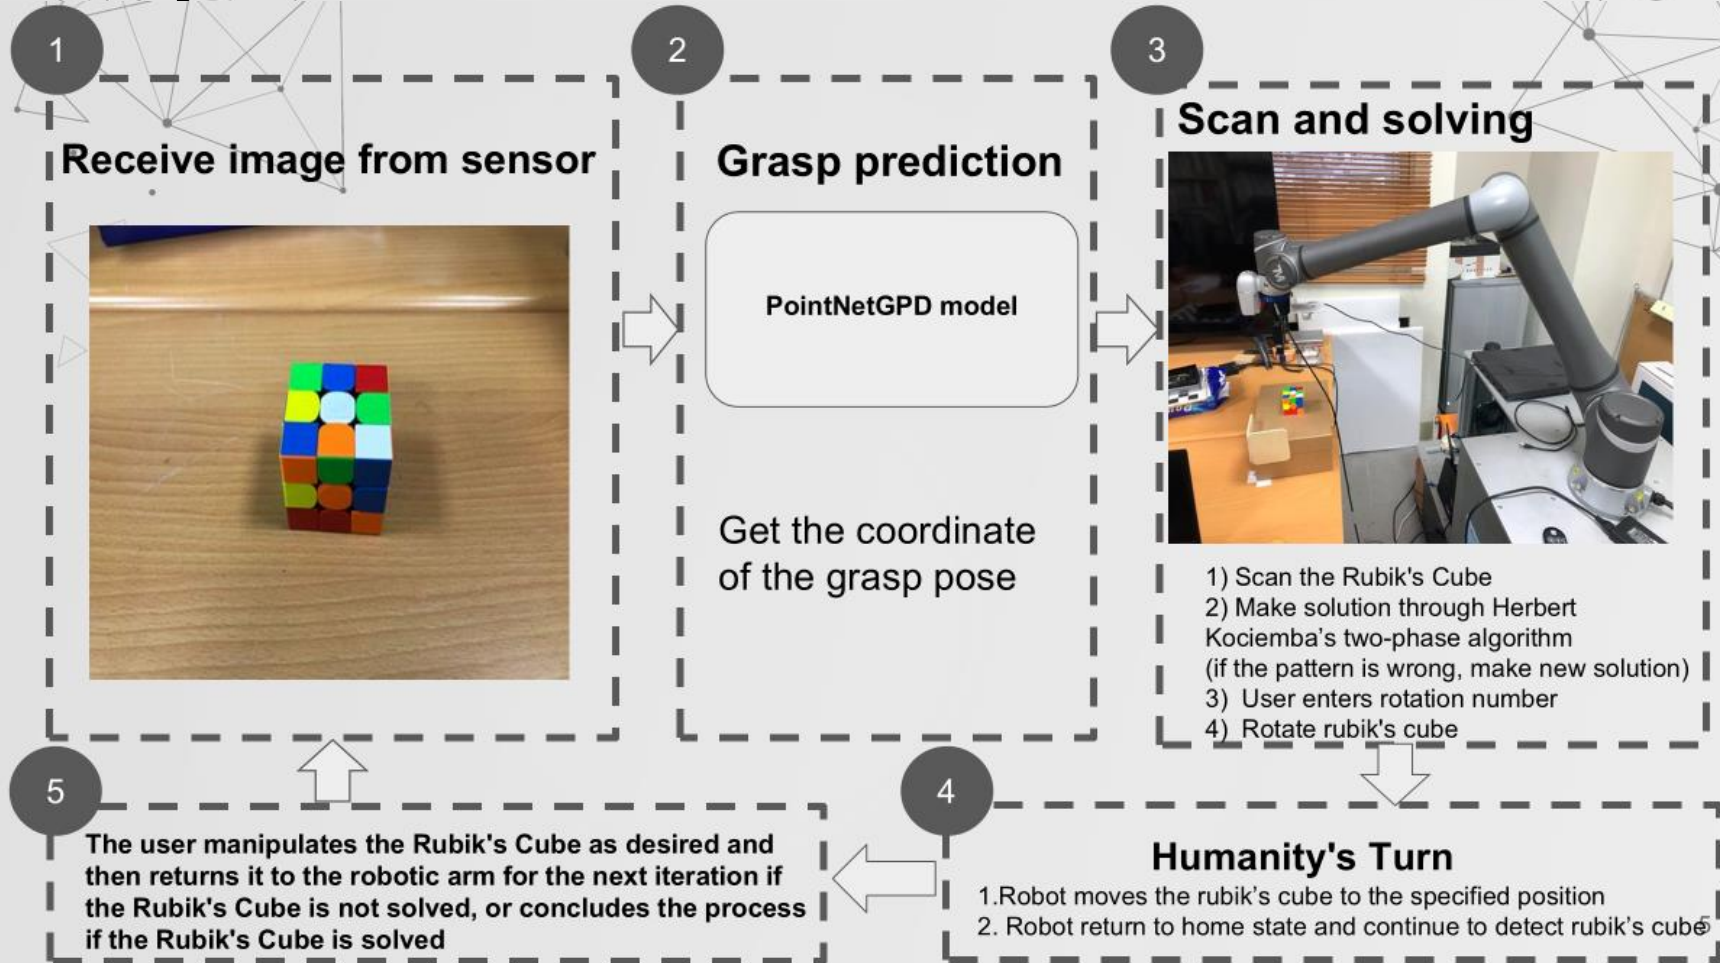 1
Receive image from sensor
2
Grasp prediction
PointNetGPD model
Get the coordinate
of the grasp pose
3
Scan and solving
1) Scan the Rubik's Cube
2) Make solution through Herbert
Kociemba’s two-phase algorithm
(if the pattern is wrong, make new solution)
3) User enters rotation number
4) Rotate rubik's cube
4
Humanity's Turn
1.Robot moves the rubik’s cube to the specified position
2. Robot return to home state and continue to detect rubik’s cube
5
5
The user manipulates the Rubik's Cube as desired and
then returns it to the robotic arm for the next iteration if
the Rubik's Cube is not solved, or concludes the process
if the Rubik's Cube is solved